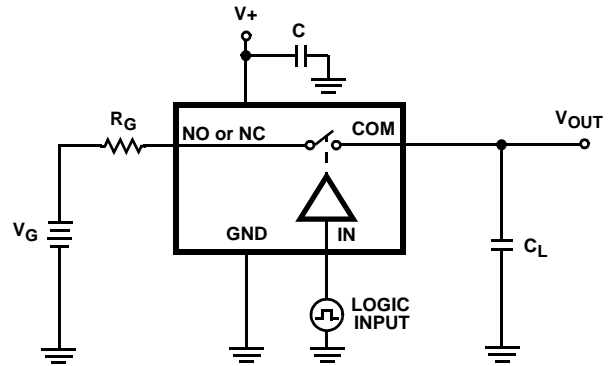 V+
C
RG
NO or NC
COM
VOUT
VG
GND
IN
CL
LOGIC
INPUT